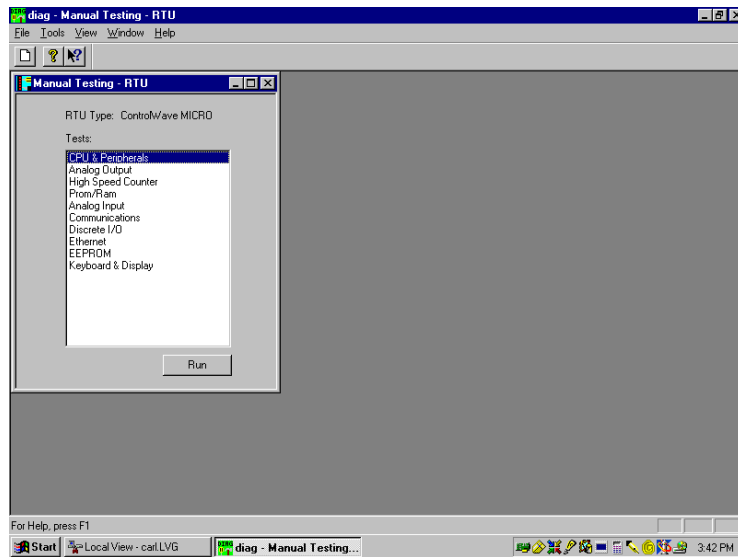 diag - Manual Testing - RTU
File Tools View Window Help
Manual Testing - RTU
RTU Type: ControlWave MICRO
Tests:
CPU & Peripherals
Analog Output
High Speed Counter
Prom/Ram
Analog Input
Communications
Discrete I/O
Ethernet
EEPROM
Keyboard & Display
Run
For Help, press F1
Start
Local View - carl.LVG
diag - Manual Testing...
3:42 PM